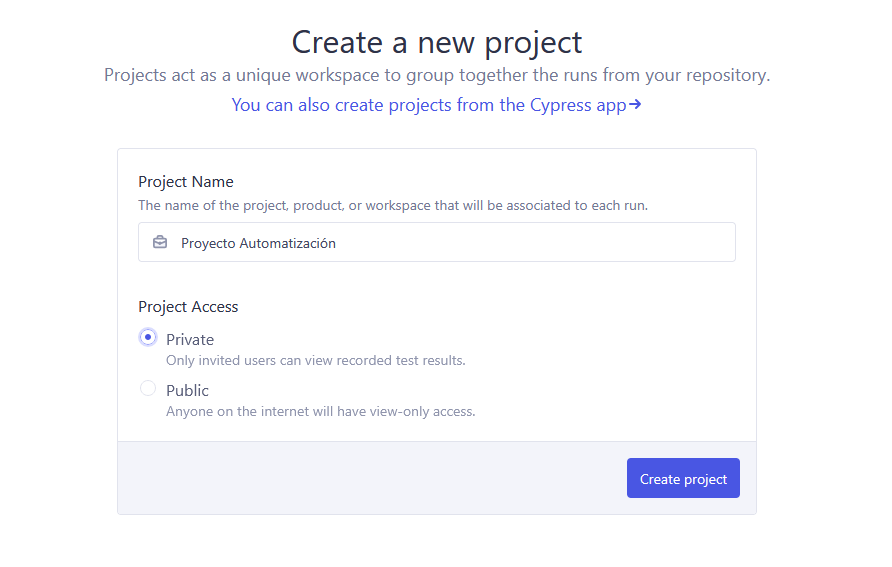 Create a new project
Projects act as a unique workspace to group together the runs from your repository.
You can also create projects from the Cypress app
Project Name
The name of the project, product, or workspace that will be associated to each run.
Proyecto Automatización
Project Access
Private
Only invited users can view recorded test results.
Public
Anyone on the internet will have view-only access.
Create project